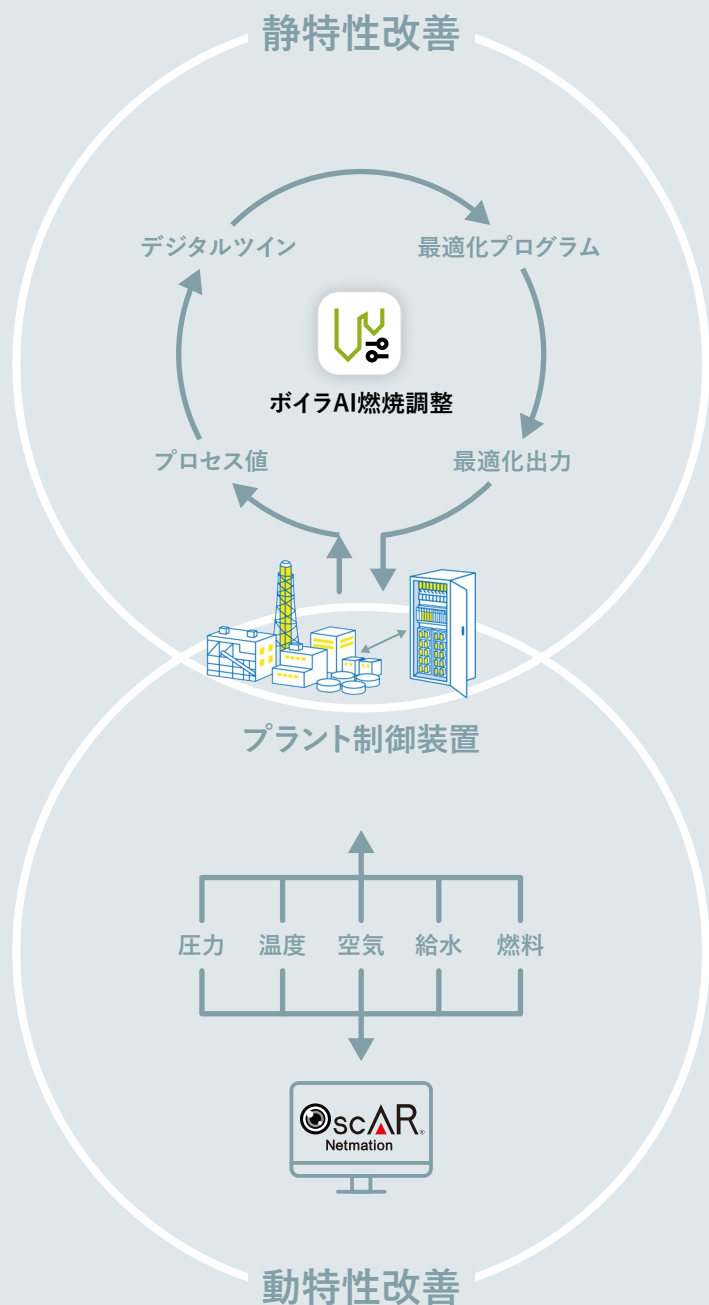 静特性改善
デジタルツイン
最適化プログラム
ボイラAI燃焼調整
プロセス値
最適化出力
プラント制御装置
圧力 温度 空気 給水 燃料
OscAR®
Netmation
動特性改善